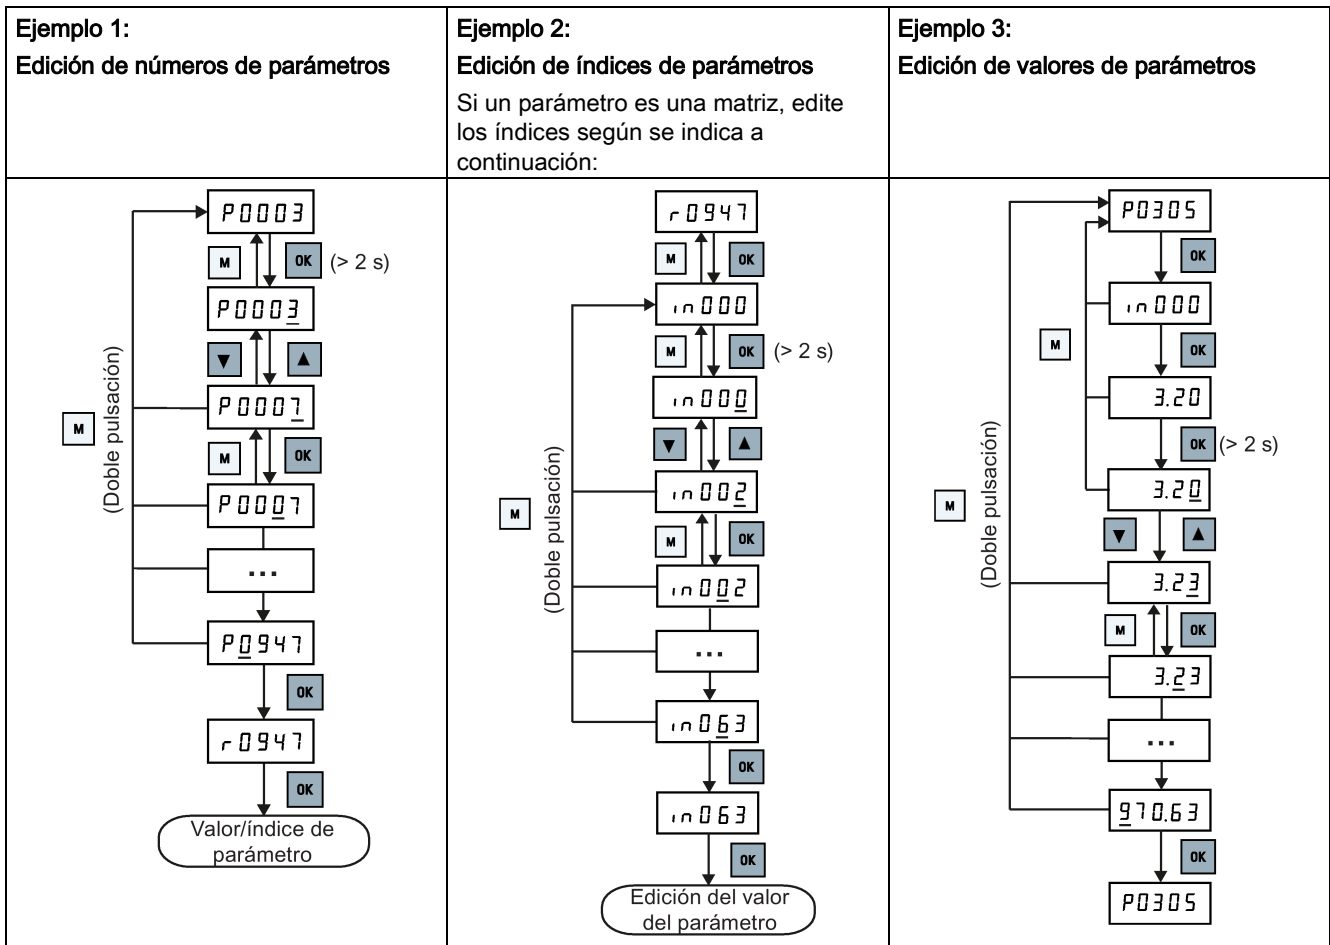 Ejemplo 1:
Edición de números de parámetros
Ejemplo 2:
Edición de índices de parámetros
Si un parámetro es una matriz, edite
los índices según se indica a
continuación:
Ejemplo 3:
Edición de valores de parámetros
P0003
M
OK (> 2 s)
P0003
▼
▲
P0007
M
(Doble pulsación)
M
OK
P0007
...
P0947
OK
r0947
OK
Valor/índice de
parámetro
r0947
M
OK
in000
M
OK (> 2 s)
in000
▼
▲
in002
M
(Doble pulsación)
M
OK
in002
...
in063
OK
in063
OK
Edición del valor
del parámetro
P0305
OK
in000
M
OK
3.20
OK (> 2 s)
3.20
M
(Doble pulsación)
▼
▲
3.23
M
OK
3.23
...
970.63
OK
P0305